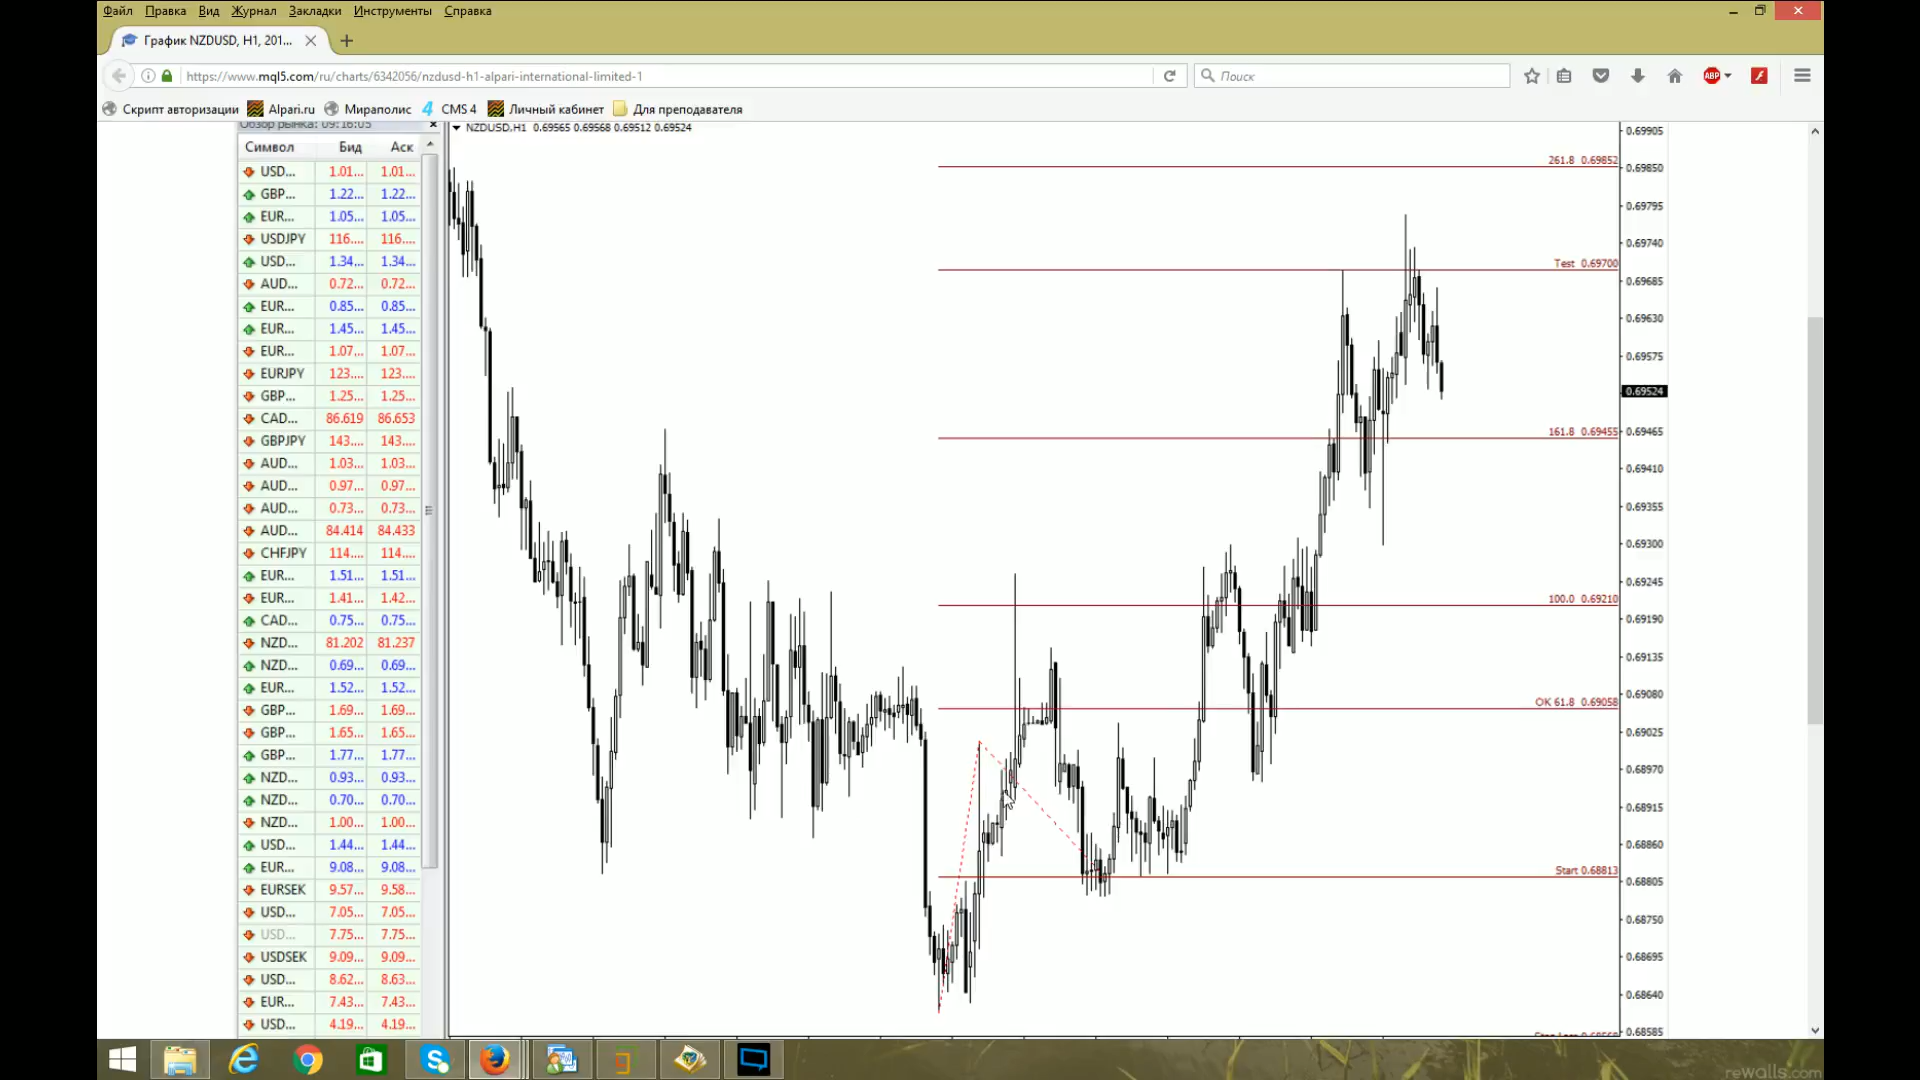 Файл Правка Вид Журнал Закладки Инструменты Справка
График NZDUSD, H1, 201...
https://www.mql5.com/ru/charts/6342056/nzdusd-h1-alpari-international-limited-1
Поиск
ABP
Скрипт авторизации Alpari.ru Мираполис CMS 4 Личный кабинет Для преподавателя
Обзор рынка: 09:16:05
Символ Бид Аск
USD... 1.01... 1.01...
GBP... 1.22... 1.22...
EUR... 1.05... 1.05...
USDJPY 116.... 116....
USD... 1.34... 1.34...
AUD... 0.72... 0.72...
EUR... 0.85... 0.85...
EUR... 1.45... 1.45...
EUR... 1.07... 1.07...
EURJPY 123.... 123....
GBP... 1.25... 1.25...
CAD... 86.619 86.653
GBPJPY 143.... 143....
AUD... 1.03... 1.03...
AUD... 0.97... 0.97...
AUD... 0.73... 0.73...
AUD... 84.414 84.433
CHFJPY 114.... 114....
EUR... 1.51... 1.51...
EUR... 1.41... 1.42...
CAD... 0.75... 0.75...
NZD... 81.202 81.237
NZD... 0.69... 0.69...
EUR... 1.52... 1.52...
GBP... 1.69... 1.69...
GBP... 1.65... 1.65...
GBP... 1.77... 1.77...
NZD... 0.93... 0.93...
NZD... 0.70... 0.70...
NZD... 1.00... 1.00...
USD... 1.44... 1.44...
EUR... 9.08... 9.08...
EURSEK 9.57... 9.58...
USD... 7.05... 7.05...
USD... 7.75... 7.75...
USDSEK 9.09... 9.09...
USD... 8.62... 8.63...
EUR... 7.43... 7.43...
USD... 4.19... 4.19...
NZDUSD,H1 0.69565 0.69568 0.69512 0.69524
261.8 0.69852
Test 0.69700
161.8 0.69455
100.0 0.69210
OK 61.8 0.69058
Start 0.68813
0.69905
0.69850
0.69795
0.69740
0.69685
0.69630
0.69575
0.69524
0.69465
0.69410
0.69355
0.69300
0.69245
0.69190
0.69135
0.69080
0.69025
0.68970
0.68915
0.68860
0.68805
0.68750
0.68695
0.68640
0.68585
reWalls.com